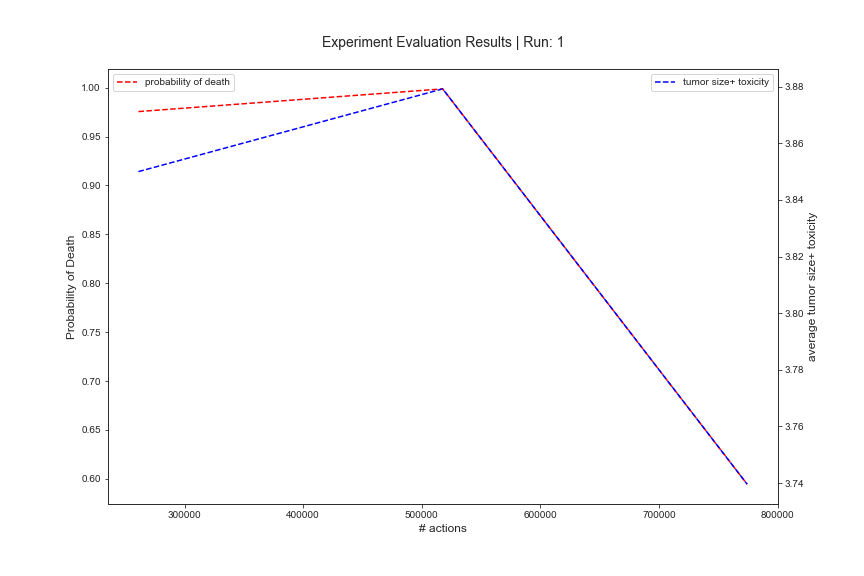 Experiment Evaluation Results | Run: 1
probability of death
tumor size+ toxicity
Probability of Death
1.00
0.95
0.90
0.85
0.80
0.75
0.70
0.65
0.60
3.88
3.86
3.84
3.82
3.80
3.78
3.76
3.74
average tumor size+ toxicity
300000 400000 500000 600000 700000 800000
# actions